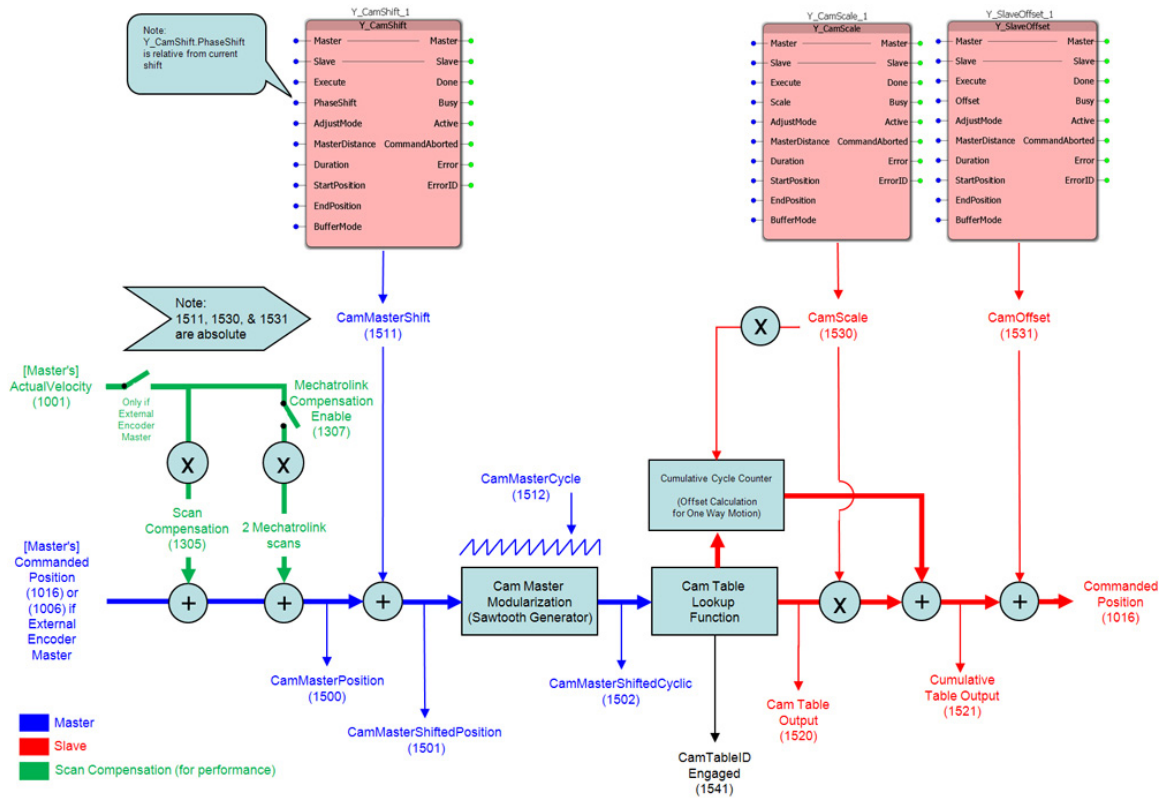 Note:
Y_CamShift.PhaseShift
is relative from current
shift
Y_CamShift_1
Y_CamShift
Master Master
Slave Slave
Execute Done
PhaseShift Busy
AdjustMode Active
MasterDistance CommandAborted
Duration Error
StartPosition ErrorID
EndPosition
BufferMode
Y_CamScale_1
Y_CamScale
Master Master
Slave Slave
Execute Done
Scale Busy
AdjustMode Active
MasterDistance CommandAborted
Duration Error
StartPosition ErrorID
EndPosition
BufferMode
Y_SlaveOffset_1
Y_SlaveOffset
Master Master
Slave Slave
Execute Done
Offset Busy
AdjustMode Active
MasterDistance CommandAborted
Duration Error
StartPosition ErrorID
EndPosition
BufferMode
Note:
1511, 1530, & 1531
are absolute
CamMasterShift
(1511)
X
CamScale
(1530)
CamOffset
(1531)
[Master's]
ActualVelocity
(1001)
Only if
External
Encoder
Master
Mechatrolink
Compensation
Enable
(1307)
X
X
Scan
Compensation
(1305)
2 Mechatrolink
scans
CamMasterCycle
(1512)
Cumulative Cycle Counter
(Offset Calculation
for One Way Motion)
[Master's]
Commanded
Position
(1016) or
(1006) if
External
Encoder
Master
+
+
+
Cam Master
Modularization
(Sawtooth Generator)
Cam Table
Lookup
Function
X
+
+
Commanded
Position
(1016)
CamMasterPosition
(1500)
CamMasterShiftedPosition
(1501)
CamMasterShiftedCyclic
(1502)
Cam Table
Output
(1520)
Cumulative
Table Output
(1521)
CamTableID
Engaged
(1541)
Master
Slave
Scan Compensation (for performance)